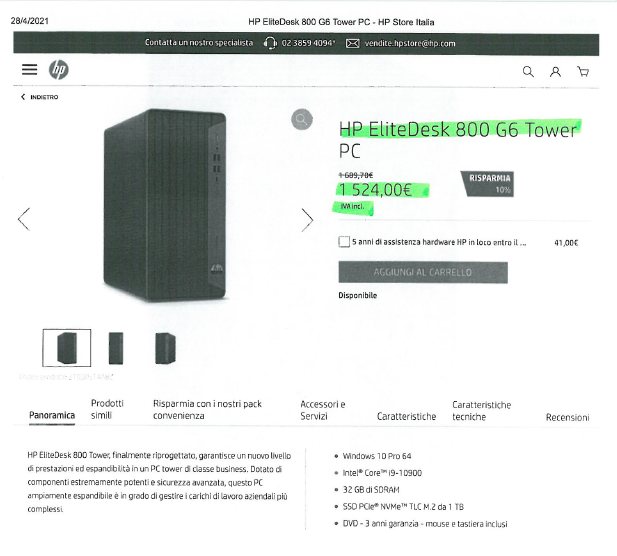 28/4/2021
HP EliteDesk 800 G6 Tower PC - HP Store Italia
Contatta un nostro specialista 02 3859 4094* vendite.hpstore@hp.com
hp
INDIETRO
HP EliteDesk 800 G6 Tower
PC
1 689,70€
1 524,00€
IVA incl.
RISPARMIA
10%
5 anni di assistenza hardware HP in loco entro il ... 41,00€
AGGIUNGI AL CARRELLO
Disponibile
Panoramica
Prodotti
simili
Risparmia con i nostri pack
convenienza
Accessori e
Servizi
Caratteristiche
Caratteristiche
tecniche
Recensioni
HP EliteDesk 800 Tower, finalmente riprogettato, garantisce un nuovo livello
di prestazioni ed espandibilità in un PC tower di classe business. Dotato di
componenti estremamente potenti e sicurezza avanzata, questo PC
ampiamente espandibile è in grado di gestire i carichi di lavoro aziendali più
complessi.
Windows 10 Pro 64
Intel® Core™ i9-10900
32 GB di SDRAM
SSD PCIe® NVMe™ TLC M.2 da 1 TB
DVD - 3 anni garanzia - mouse e tastiera inclusi